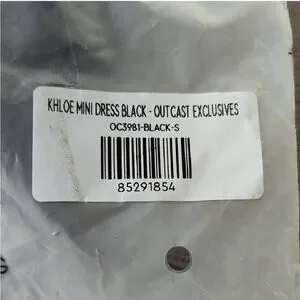 KHLOE MINI DRESS BLACK - OUTCAST EXCLUSIVES
OC3981-BLACK-S
85291854